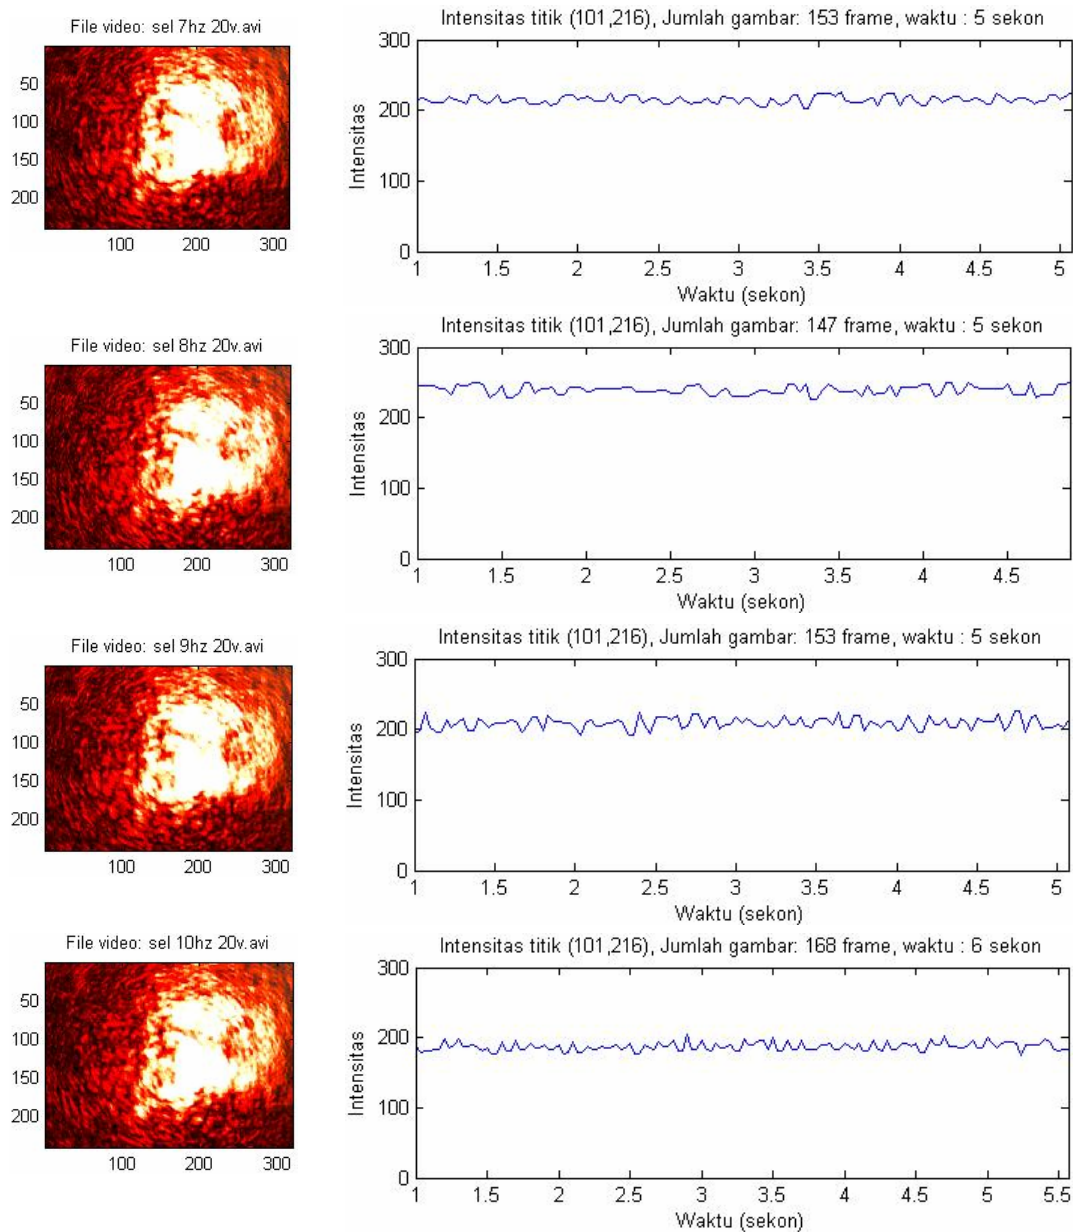 File video: sel 7hz 20v.avi
50
100
150
200
100 200 300
Intensitas titik (101,216), Jumlah gambar: 153 frame, waktu : 5 sekon
300
200
100
0
Intensitas
1 1.5 2 2.5 3 3.5 4 4.5 5
Waktu (sekon)
File video: sel 8hz 20v.avi
50
100
150
200
100 200 300
Intensitas titik (101,216), Jumlah gambar: 147 frame, waktu : 5 sekon
300
200
100
0
Intensitas
1 1.5 2 2.5 3 3.5 4 4.5
Waktu (sekon)
File video: sel 9hz 20v.avi
50
100
150
200
100 200 300
Intensitas titik (101,216), Jumlah gambar: 153 frame, waktu : 5 sekon
300
200
100
0
Intensitas
1 1.5 2 2.5 3 3.5 4 4.5 5
Waktu (sekon)
File video: sel 10hz 20v.avi
50
100
150
200
100 200 300
Intensitas titik (101,216), Jumlah gambar: 168 frame, waktu : 6 sekon
300
200
100
0
Intensitas
1 1.5 2 2.5 3 3.5 4 4.5 5 5.5
Waktu (sekon)